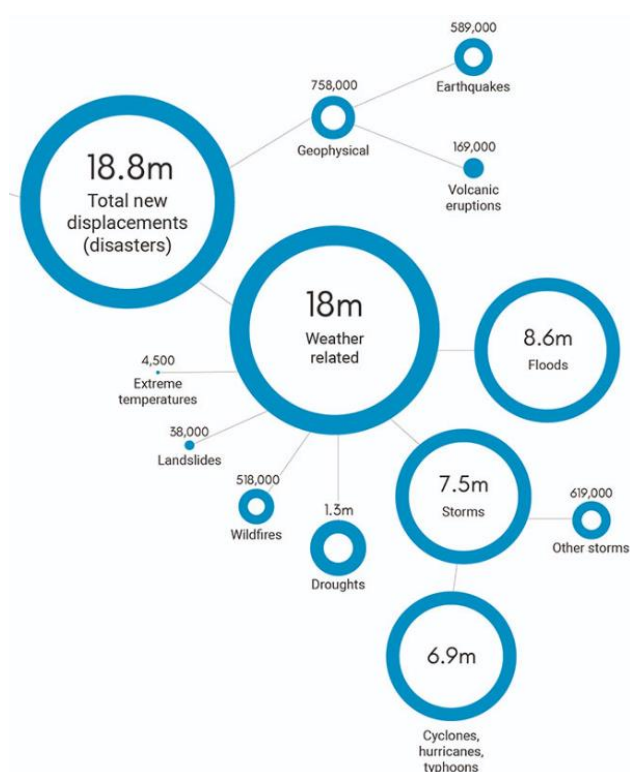 589,000
Earthquakes
758,000
Geophysical
169,000
Volcanic
eruptions
18.8m
Total new
displacements
(disasters)
18m
Weather
related
8.6m
Floods
4,500
Extreme
temperatures
38,000
Landslides
518,000
Wildfires
1.3m
Droughts
7.5m
Storms
619,000
Other storms
6.9m
Cyclones,
hurricanes,
typhoons